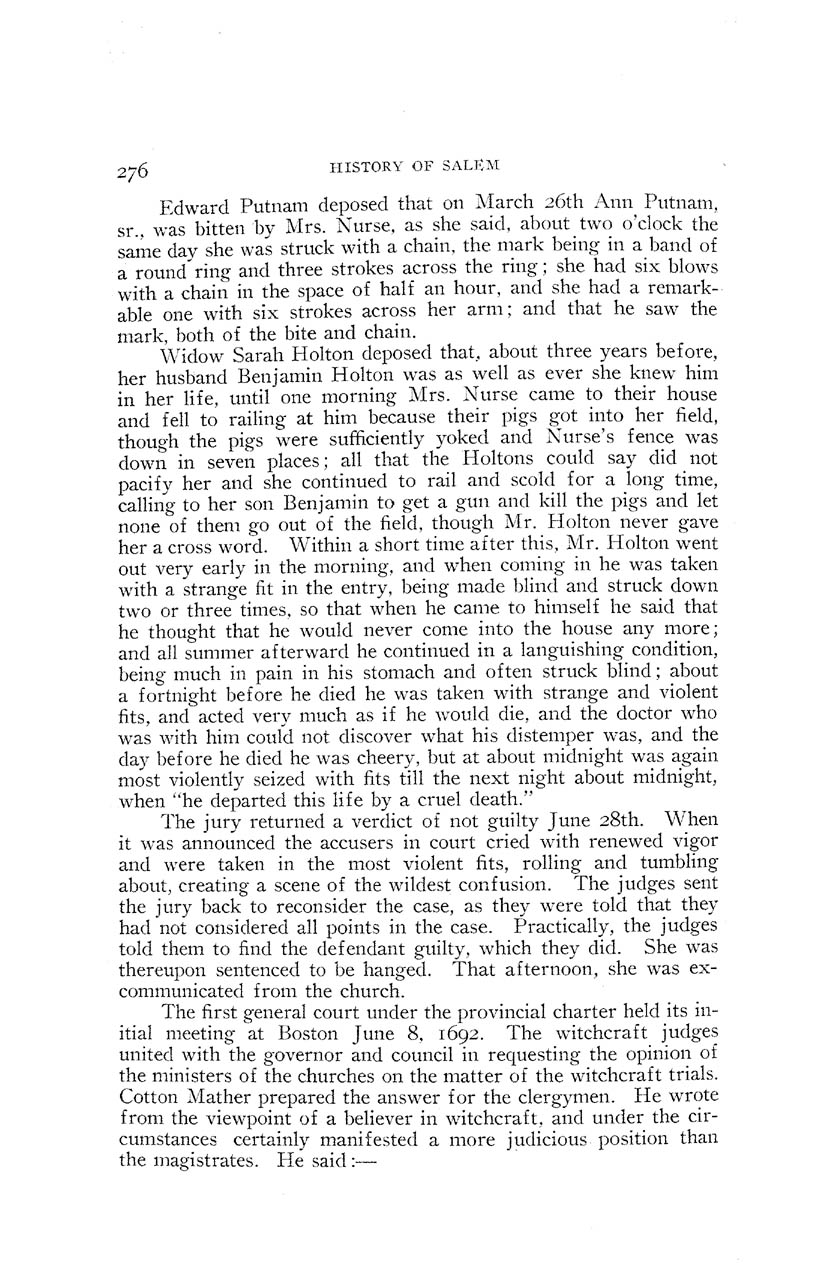 276 HISTORY OF SALEM
Edward Putnam deposed that on March 26th Ann Putnam,
sr., was bitten by Mrs. Nurse, as she said, about two o'clock the
same day she was struck with a chain, the mark being in a band of
a round ring and three strokes across the ring; she had six blows
with a chain in the space of half an hour, and she had a remark-
able one with six strokes across her arm; and that he saw the
mark, both of the bite and chain.
Widow Sarah Holton deposed that, about three years before,
her husband Benjamin Holton was as well as ever she knew him
in her life, until one morning Mrs. Nurse came to their house
and fell to railing at him because their pigs got into her field,
though the pigs were sufficiently yoked and Nurse's fence was
down in seven places; all that the Holtons could say did not
pacify her and she continued to rail and scold for a long time,
calling to her son Benjamin to get a gun and kill the pigs and let
none of them go out of the field, though Mr. Holton never gave
her a cross word. Within a short time after this, Mr. Holton went
out very early in the morning, and when coming in he was taken
with a strange fit in the entry, being made blind and struck down
two or three times, so that when he came to himself he said that
he thought that he would never come into the house any more;
and all summer afterward he continued in a languishing condition,
being much in pain in his stomach and often struck blind; about
a fortnight before he died he was taken with strange and violent
fits, and acted very much as if he would die, and the doctor who
was with him could not discover what his distemper was, and the
day before he died he was cheery, but at about midnight was again
most violently seized with fits till the next night about midnight,
when "he departed this life by a cruel death."
The jury returned a verdict of not guilty June 28th. When
it was announced the accusers in court cried with renewed vigor
and were taken in the most violent fits, rolling and tumbling
about, creating a scene of the wildest confusion. The judges sent
the jury back to reconsider the case, as they were told that they
had not considered all points in the case. Practically, the judges
told them to find the defendant guilty, which they did. She was
thereupon sentenced to be hanged. That afternoon, she was ex-
communicated from the church.
The first general court under the provincial charter held its in-
itial meeting at Boston June 8, 1692. The witchcraft judges
united with the governor and council in requesting the opinion of
the ministers of the churches on the matter of the witchcraft trials.
Cotton Mather prepared the answer for the clergymen. He wrote
from the viewpoint of a believer in witchcraft, and under the cir-
cumstances certainly manifested a more judicious position than
the magistrates. He said:—